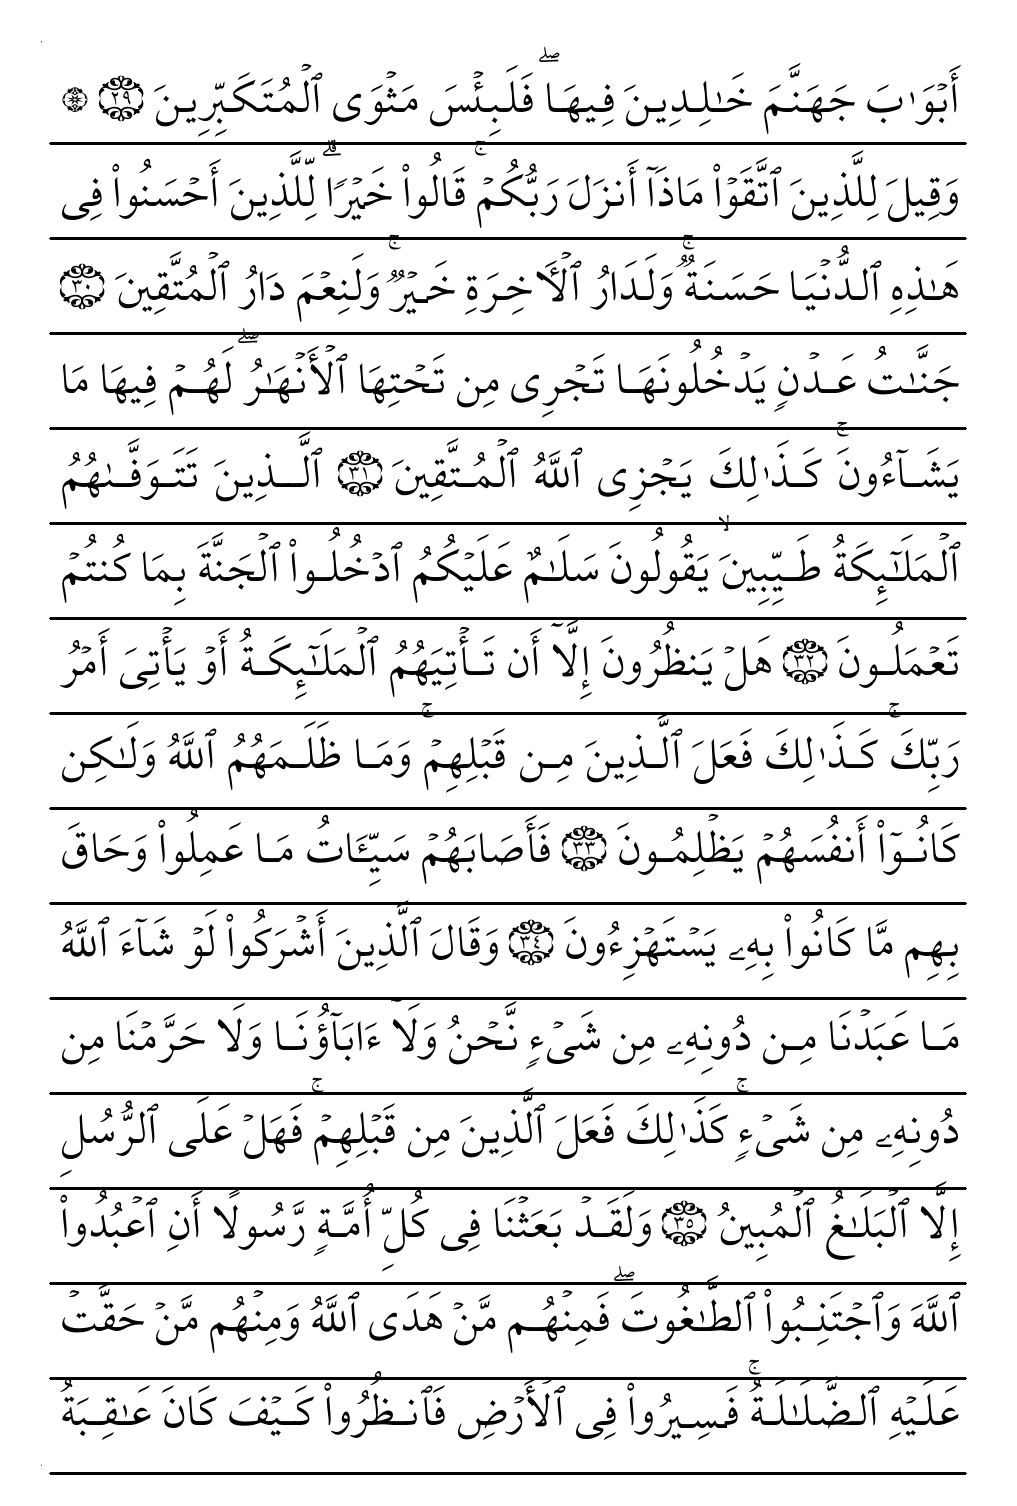 أَبۡوَٰبَ جَهَنَّمَ خَٰلِدِينَ فِيهَاۖ فَلَبِئۡسَ مَثۡوَى ٱلۡمُتَكَبِّرِينَ ٢٩ ۞
وَقِيلَ لِلَّذِينَ ٱتَّقَوۡاْ مَاذَآ أَنزَلَ رَبُّكُمۡۚ قَالُواْ خَيۡرٗاۗ لِّلَّذِينَ أَحۡسَنُواْ فِي
هَٰذِهِ ٱلدُّنۡيَا حَسَنَةٞۚ وَلَدَارُ ٱلۡأٓخِرَةِ خَيۡرٞۚ وَلَنِعۡمَ دَارُ ٱلۡمُتَّقِينَ ٣٠
جَنَّٰتُ عَدۡنٖ يَدۡخُلُونَهَا تَجۡرِي مِن تَحۡتِهَا ٱلۡأَنۡهَٰرُۖ لَهُمۡ فِيهَا مَا
يَشَآءُونَۚ كَذَٰلِكَ يَجۡزِي ٱللَّهُ ٱلۡمُتَّقِينَ ٣١ ٱلَّذِينَ تَتَوَفَّىٰهُمُ
ٱلۡمَلَٰٓئِكَةُ طَيِّبِينَۙ يَقُولُونَ سَلَٰمٌ عَلَيۡكُمُ ٱدۡخُلُواْ ٱلۡجَنَّةَ بِمَا كُنتُمۡ
تَعۡمَلُونَ ٣٢ هَلۡ يَنظُرُونَ إِلَّآ أَن تَأۡتِيَهُمُ ٱلۡمَلَٰٓئِكَةُ أَوۡ يَأۡتِيَ أَمۡرُ
رَبِّكَۚ كَذَٰلِكَ فَعَلَ ٱلَّذِينَ مِن قَبۡلِهِمۡۚ وَمَا ظَلَمَهُمُ ٱللَّهُ وَلَٰكِن
كَانُوٓاْ أَنفُسَهُمۡ يَظۡلِمُونَ ٣٣ فَأَصَابَهُمۡ سَيِّـَٔاتُ مَا عَمِلُواْ وَحَاقَ
بِهِم مَّا كَانُواْ بِهِۦ يَسۡتَهۡزِءُونَ ٣٤ وَقَالَ ٱلَّذِينَ أَشۡرَكُواْ لَوۡ شَآءَ ٱللَّهُ
مَا عَبَدۡنَا مِن دُونِهِۦ مِن شَيۡءٖ نَّحۡنُ وَلَآ ءَابَآؤُنَا وَلَا حَرَّمۡنَا مِن
دُونِهِۦ مِن شَيۡءٖۚ كَذَٰلِكَ فَعَلَ ٱلَّذِينَ مِن قَبۡلِهِمۡۚ فَهَلۡ عَلَى ٱلرُّسُلِ
إِلَّا ٱلۡبَلَٰغُ ٱلۡمُبِينُ ٣٥ وَلَقَدۡ بَعَثۡنَا فِي كُلِّ أُمَّةٖ رَّسُولًا أَنِ ٱعۡبُدُواْ
ٱللَّهَ وَٱجۡتَنِبُواْ ٱلطَّٰغُوتَۖ فَمِنۡهُم مَّنۡ هَدَى ٱللَّهُ وَمِنۡهُم مَّنۡ حَقَّتۡ
عَلَيۡهِ ٱلضَّلَٰلَةُۚ فَسِيرُواْ فِي ٱلۡأَرۡضِ فَٱنظُرُواْ كَيۡفَ كَانَ عَٰقِبَةُ